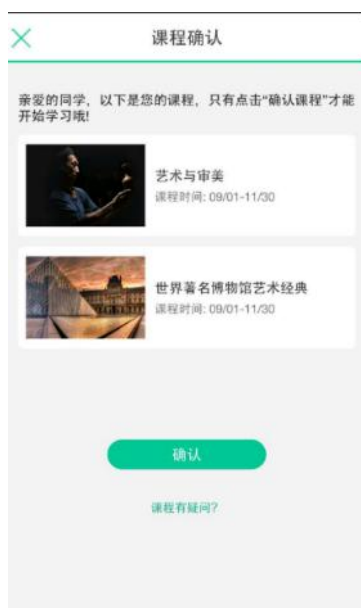 课程确认
亲爱的同学，以下是您的课程，只有点击“确认课程”才能
开始学习哦!
艺术与审美
课程时间: 09/01-11/30
世界著名博物馆艺术经典
课程时间: 09/01-11/30
确认
课程有疑问?